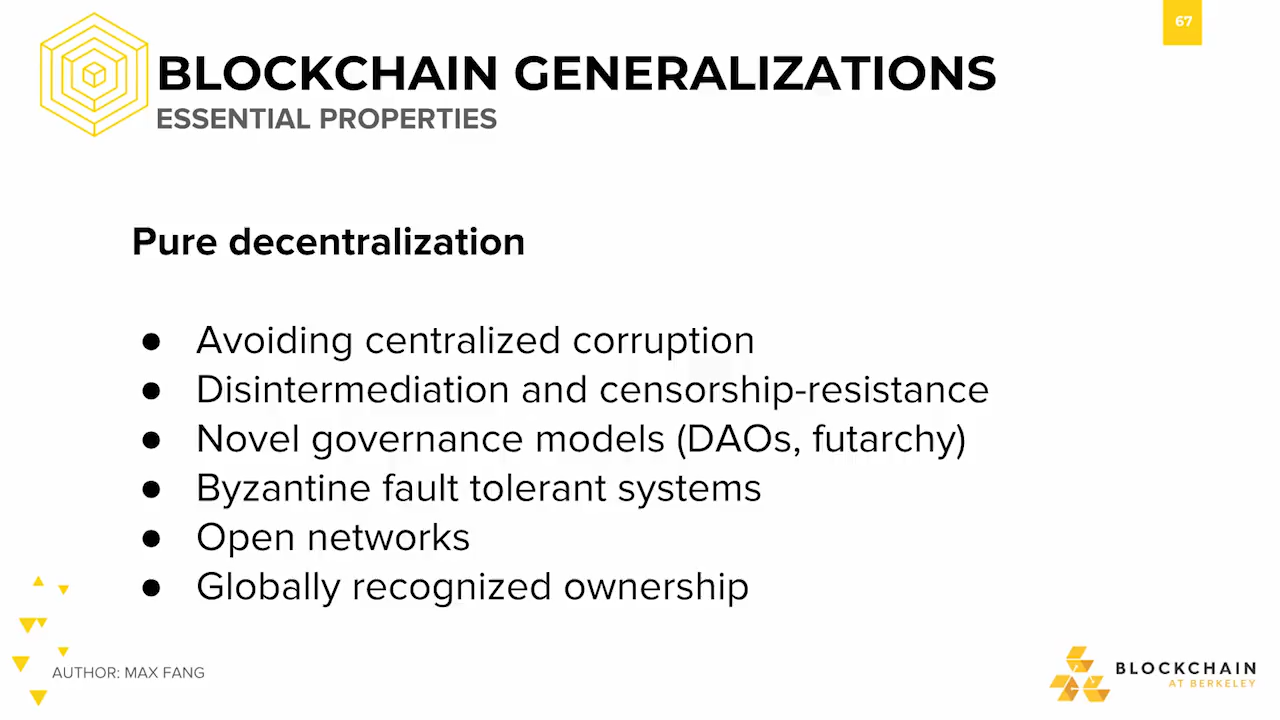 67
BLOCKCHAIN GENERALIZATIONS
ESSENTIAL PROPERTIES
Pure decentralization
● Avoiding centralized corruption
● Disintermediation and censorship-resistance
● Novel governance models (DAOs, futarchy)
● Byzantine fault tolerant systems
● Open networks
● Globally recognized ownership
AUTHOR: MAX FANG
BLOCKCHAIN
AT BERKELEY